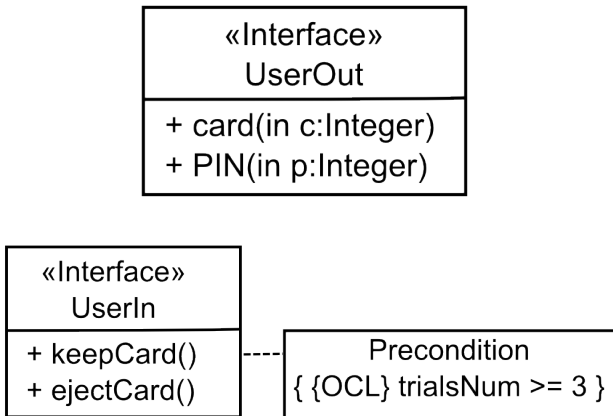 «Interface»
UserOut
+ card(in c:Integer)
+ PIN(in p:Integer)
«Interface»
UserIn
+ keepCard()
+ ejectCard()
Precondition
{ {OCL} trialsNum >= 3 }